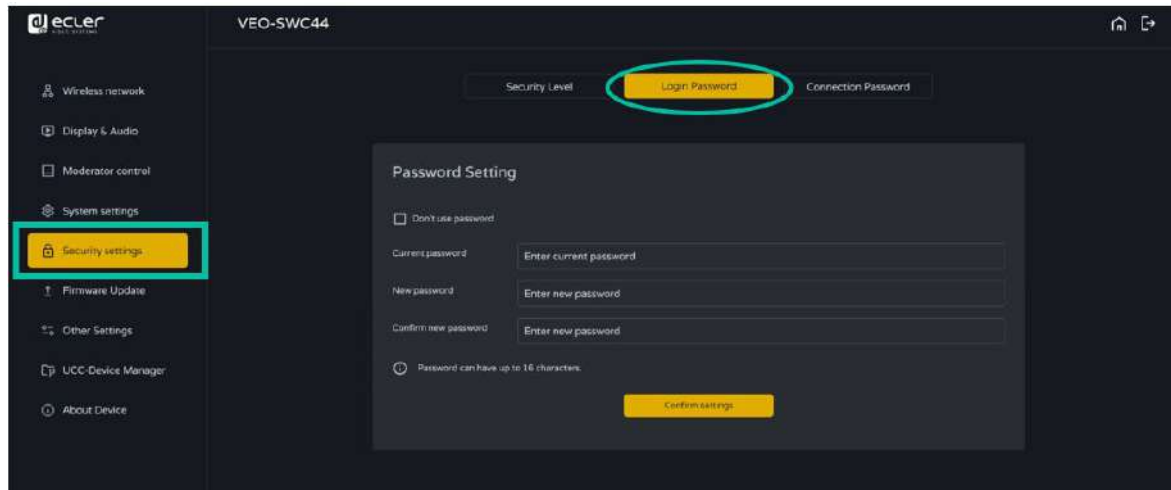 ecler
VEO-SWC44
Wireless network
Display & Audio
Moderator control
System settings
Security settings
Firmware Update
Other Settings
UCC-Device Manager
About Device
Security Level
Login Password
Connection Password
Password Setting
Don't use password
Current password
Enter current password
New password
Enter new password
Confirm new password
Enter new password
Password can have up to 16 characters.
Confirm settings